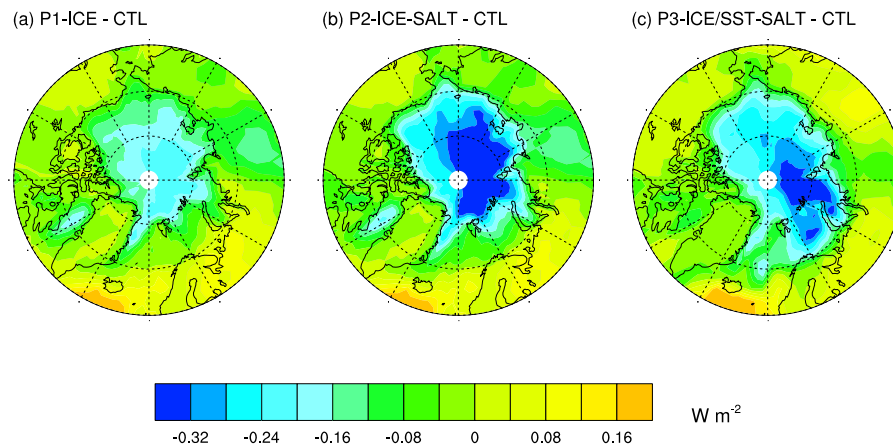 (a) P1-ICE - CTL
(b) P2-ICE-SALT - CTL
(c) P3-ICE/SST-SALT - CTL
-0.32 -0.24 -0.16 -0.08 0 0.08 0.16
W m⁻²